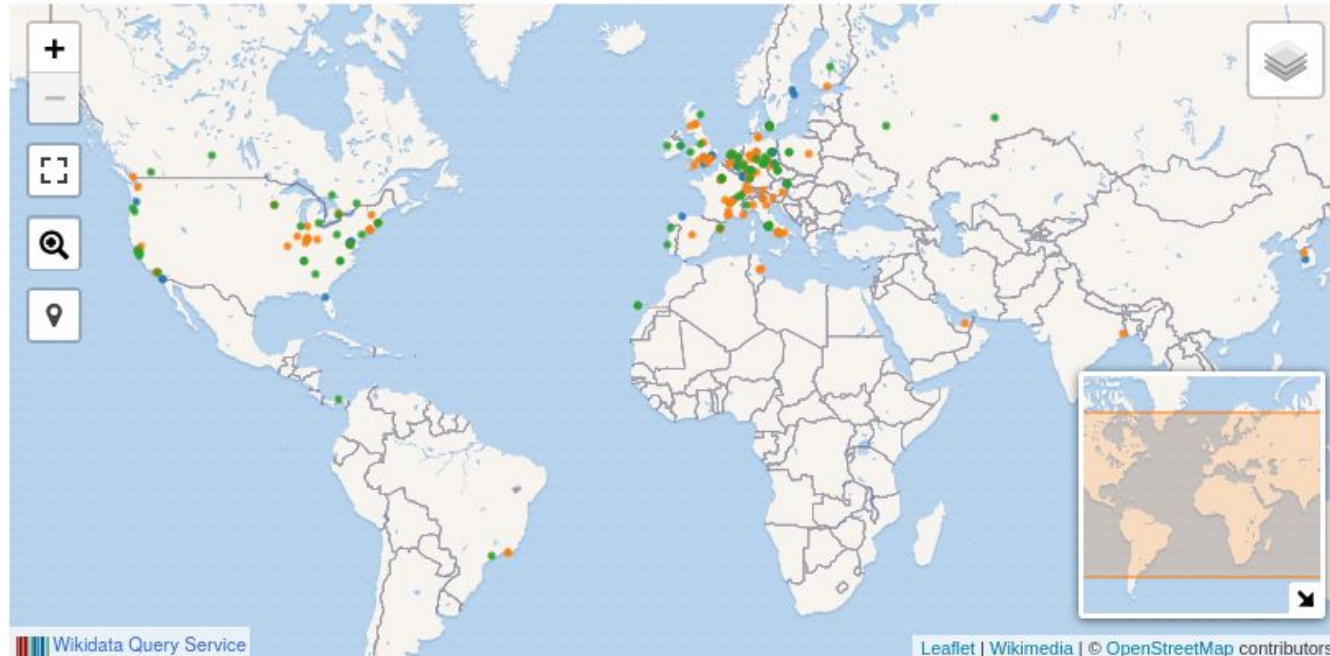 +
−
Wikidata Query Service
Leaflet | Wikimedia | © OpenStreetMap contributors